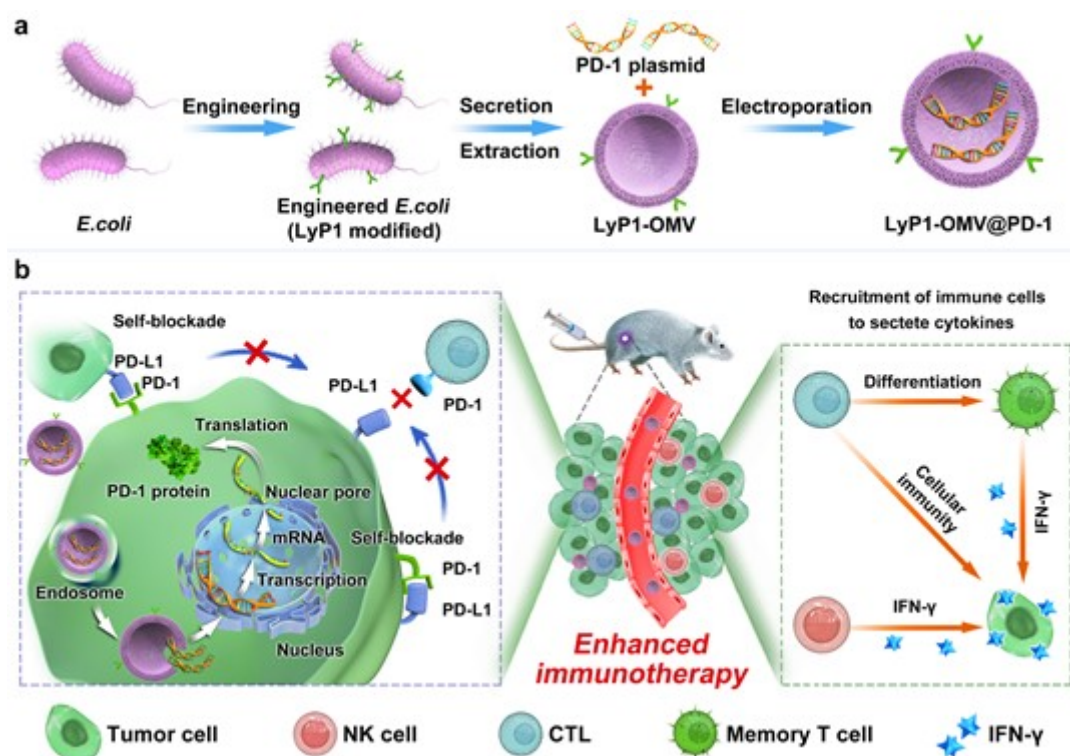 a
PD-1 plasmid
Engineering
Secretion
Extraction
Electroporation
E.coli
Engineered E.coli
(LyP1 modified)
LyP1-OMV
LyP1-OMV@PD-1
b
Self-blockade
PD-L1
PD-1
PD-L1
PD-1
Translation
PD-1 protein
Nuclear pore
mRNA
Transcription
Endosome
Nucleus
Self-blockade
PD-1
PD-L1
Enhanced
immunotherapy
Recruitment of immune cells
to sectete cytokines
Differentiation
Cellular
immunity
IFN-γ
IFN-γ
Tumor cell
NK cell
CTL
Memory T cell
IFN-γ